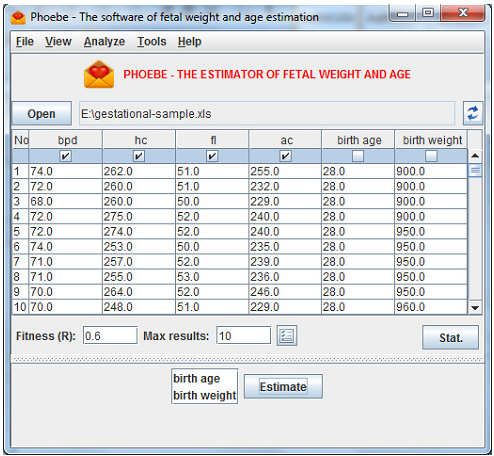 Phoebe - The software of fetal weight and age estimation
File View Analyze Tools Help
PHOEBE - THE ESTIMATOR OF FETAL WEIGHT AND AGE
Open E:\gestational-sample.xls
No bpd hc fl ac birth age birth weight
1 74.0 262.0 51.0 255.0 28.0 900.0
2 72.0 260.0 51.0 232.0 28.0 900.0
3 68.0 260.0 50.0 229.0 28.0 900.0
4 72.0 275.0 52.0 240.0 28.0 900.0
5 72.0 274.0 52.0 240.0 28.0 950.0
6 74.0 253.0 50.0 235.0 28.0 950.0
7 71.0 257.0 52.0 239.0 28.0 950.0
8 71.0 255.0 53.0 236.0 28.0 950.0
9 70.0 264.0 52.0 246.0 28.0 950.0
10 70.0 248.0 51.0 229.0 28.0 960.0
Fitness (R): 0.6 Max results: 10 Stat.
birth age
birth weight
Estimate